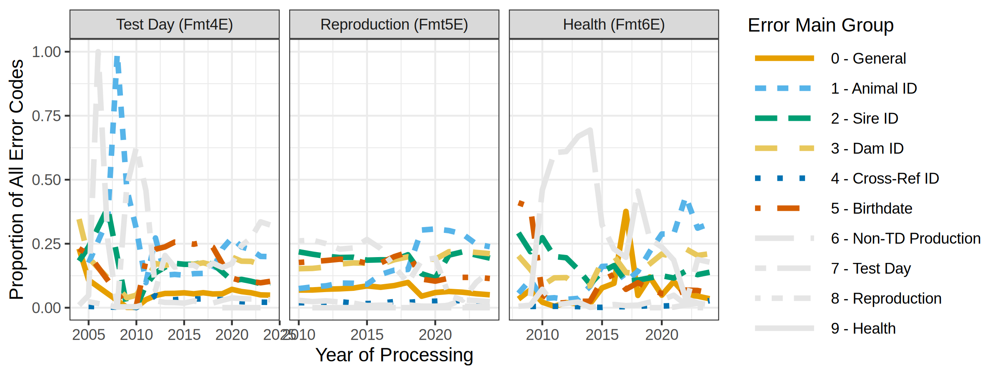 Test Day (Fmt4E)
Reproduction (Fmt5E)
Health (Fmt6E)
Error Main Group
0 - General
1 - Animal ID
2 - Sire ID
3 - Dam ID
4 - Cross-Ref ID
5 - Birthdate
6 - Non-TD Production
7 - Test Day
8 - Reproduction
9 - Health
Proportion of All Error Codes
1.00
0.75
0.50
0.25
0.00
2005 2010 2015 2020 2025
2010 2015 2020
2010 2015 2020
Year of Processing